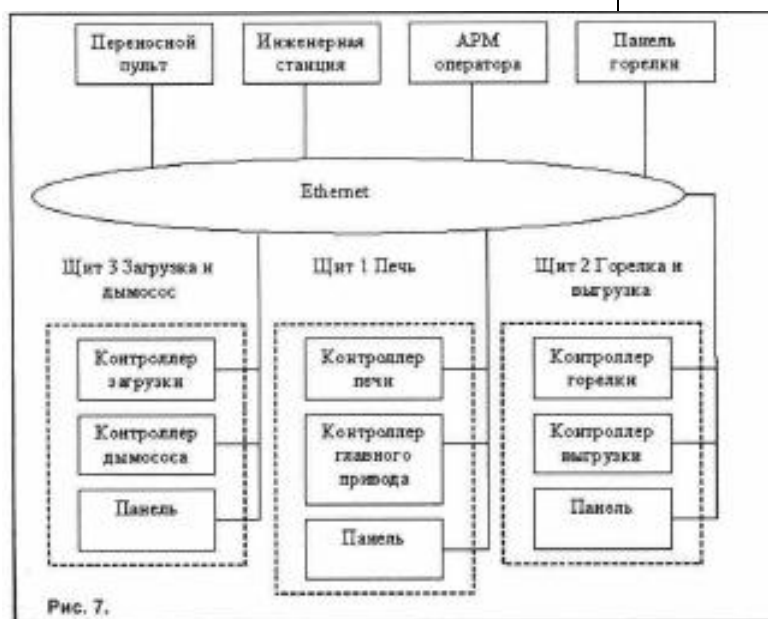 Переносной
пульт
Инженерная
станция
АРМ
оператора
Панель
горелки
Ethernet
Щит 3 Загрузка и
дымосос
Щит 1 Печь
Щит 2 Горелка и
выгрузка
Контроллер
загрузки
Контроллер
дымососа
Панель
Контроллер
печи
Контроллер
главного
привода
Панель
Контроллер
горелки
Контроллер
выгрузки
Панель
Рис. 7.